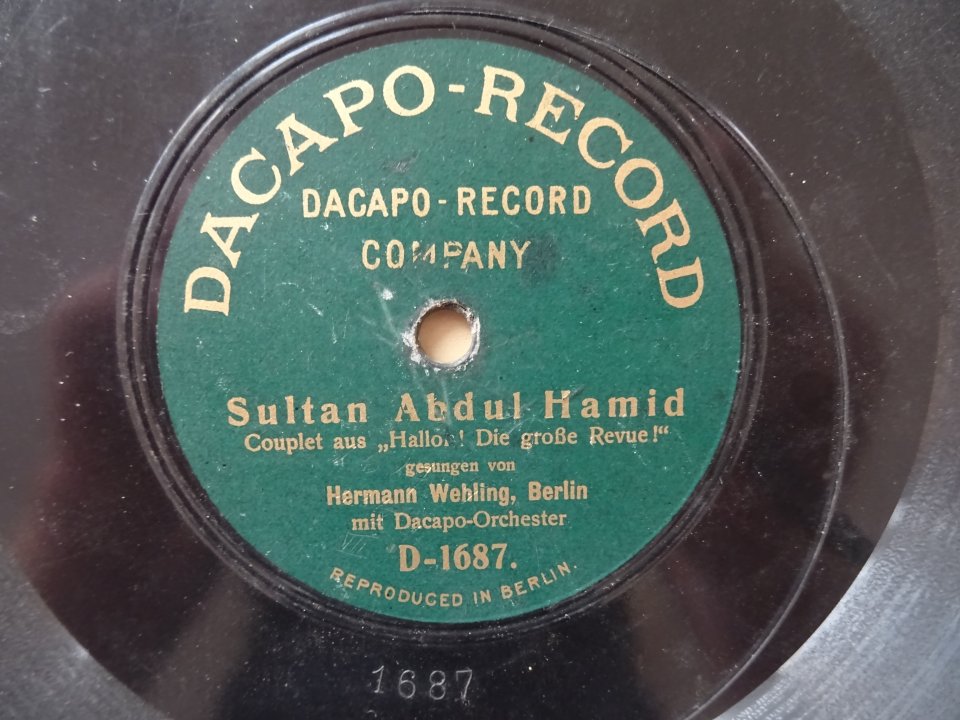 DACAPO-RECORD
DACAPO-RECORD
COMPANY
Sultan Abdul Hamid
Couplet aus „Halloh! Die große Revue!“
gesungen von
Hermann Wehling, Berlin
mit Dacapo-Orchester
D-1687.
REPRODUCED IN BERLIN.
1687